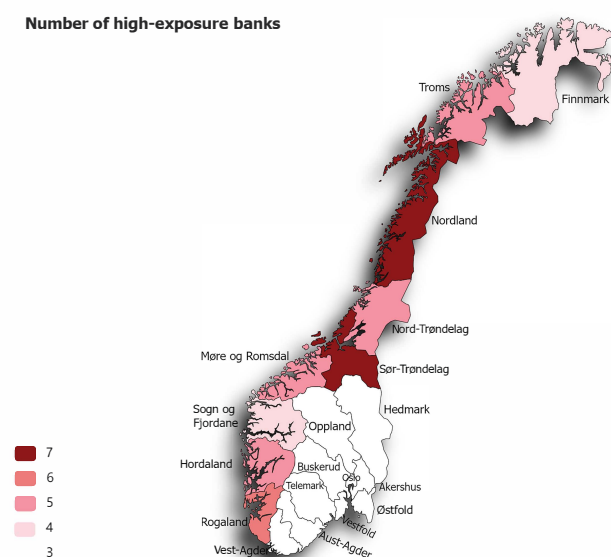 Number of high-exposure banks
Troms
Finnmark
Nordland
Nord-Trøndelag
Møre og Romsdal
Sør-Trøndelag
Sogn og
Fjordane
Hedmark
Oppland
Hordaland
Buskerud
Oslo
Telemark
Akershus
Østfold
Rogaland
Vestfold
Aust-Agder
Vest-Agder
7
6
5
4
3